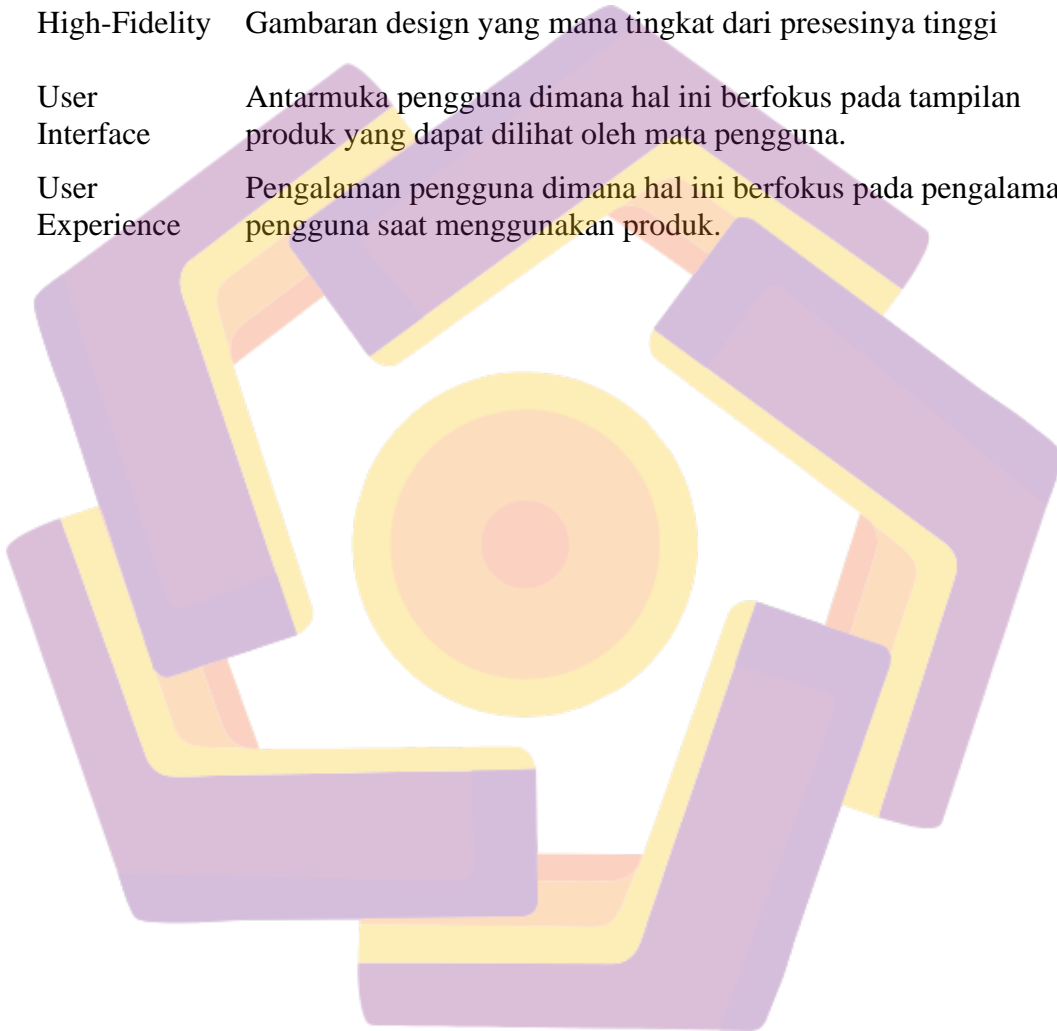 High-Fidelity Gambaran design yang mana tingkat dari presesinya tinggi
User Antarmuka pengguna dimana hal ini berfokus pada tampilan
Interface produk yang dapat dilihat oleh mata pengguna.
User Pengalaman pengguna dimana hal ini berfokus pada pengalama
Experience pengguna saat menggunakan produk.